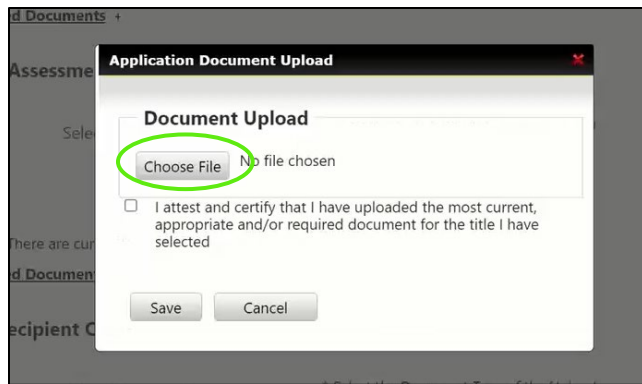 d Documents +
Application Document Upload
Assessme
Document Upload
Sele
Choose File No file chosen
I attest and certify that I have uploaded the most current,
appropriate and/or required document for the title I have
selected
There are cur
d Documen
Save Cancel
ecipient C